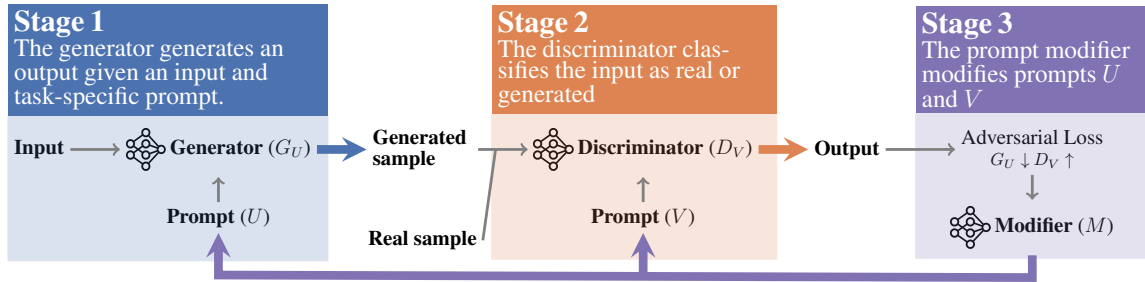 Stage 1
The generator generates an
output given an input and
task-specific prompt.
Input
Generator (G_U)
Prompt (U)
Generated
sample
Real sample
Stage 2
The discriminator clas-
sifies the input as real or
generated
Discriminator (D_V)
Prompt (V)
Output
Stage 3
The prompt modifier
modifies prompts U
and V
Adversarial Loss
G_U ↓ D_V ↑
Modifier (M)